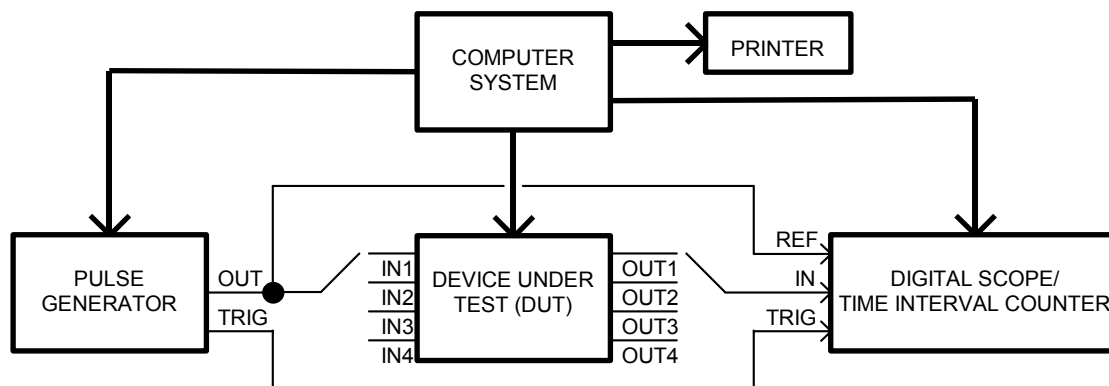 COMPUTER
SYSTEM
PRINTER
PULSE
GENERATOR
OUT
TRIG
IN1
IN2
IN3
IN4
DEVICE UNDER
TEST (DUT)
OUT1
OUT2
OUT3
OUT4
REF
IN
TRIG
DIGITAL SCOPE/
TIME INTERVAL COUNTER